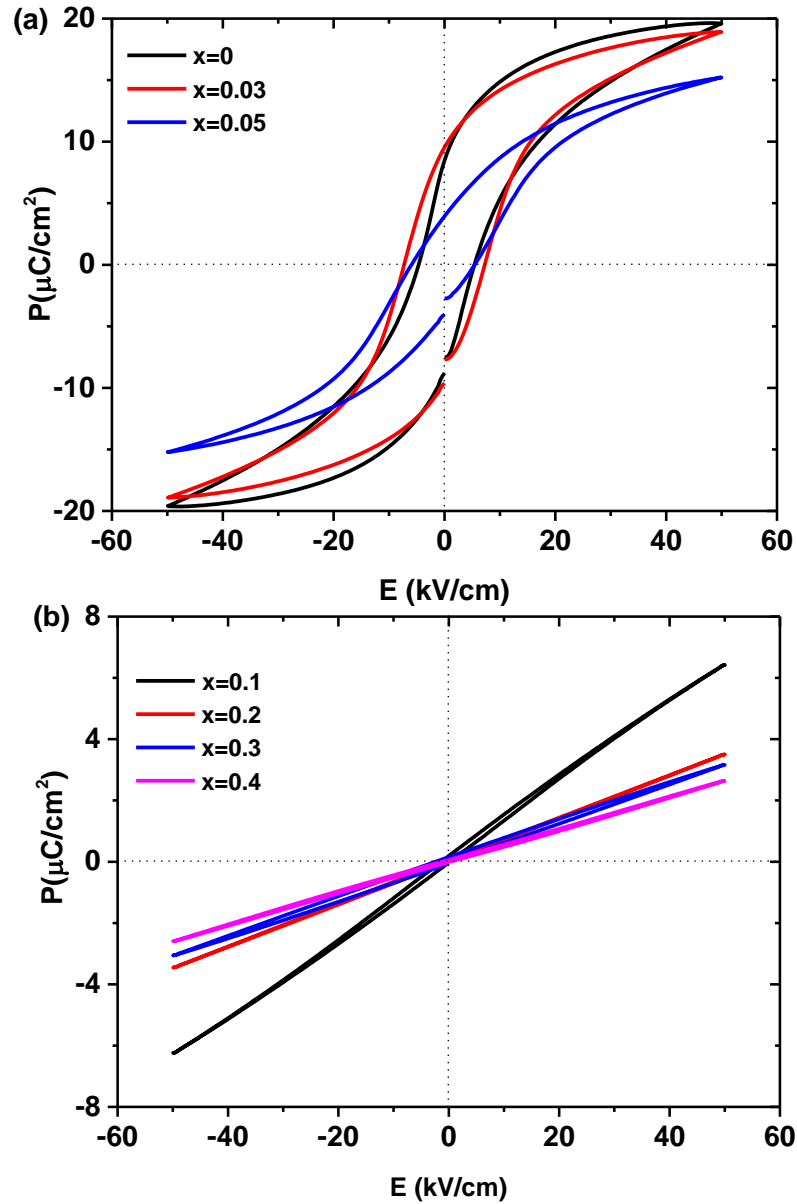 (a)
x=0
x=0.03
x=0.05
P(μC/cm²)
20
10
0
-10
-20
-60 -40 -20 0 20 40 60
E (kV/cm)
(b)
x=0.1
x=0.2
x=0.3
x=0.4
P(μC/cm²)
8
4
0
-4
-8
-60 -40 -20 0 20 40 60
E (kV/cm)